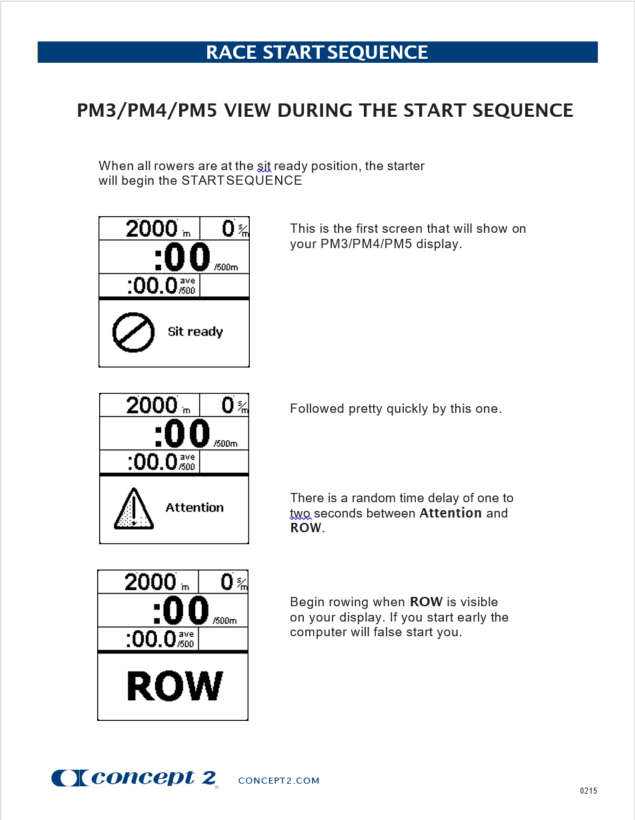 RACE START SEQUENCE
PM3/PM4/PM5 VIEW DURING THE START SEQUENCE
When all rowers are at the sit ready position, the starter
will begin the START SEQUENCE
2000 m 0 s/m
:00 /500m
:00.0 ave /500
Sit ready
This is the first screen that will show on
your PM3/PM4/PM5 display.
2000 m 0 s/m
:00 /500m
:00.0 ave /500
Attention
Followed pretty quickly by this one.
There is a random time delay of one to
two seconds between Attention and
ROW.
2000 m 0 s/m
:00 /500m
:00.0 ave /500
ROW
Begin rowing when ROW is visible
on your display. If you start early the
computer will false start you.
concept 2 CONCEPT2.COM
0215